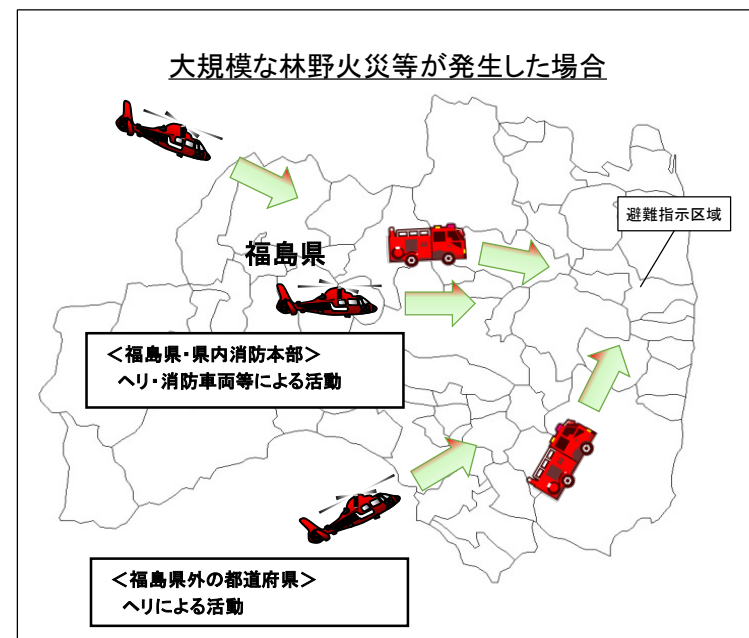 大規模な林野火災等が発生した場合
避難指示区域
福島県
＜福島県・県内消防本部＞
ヘリ・消防車両等による活動
＜福島県外の都道府県＞
ヘリによる活動